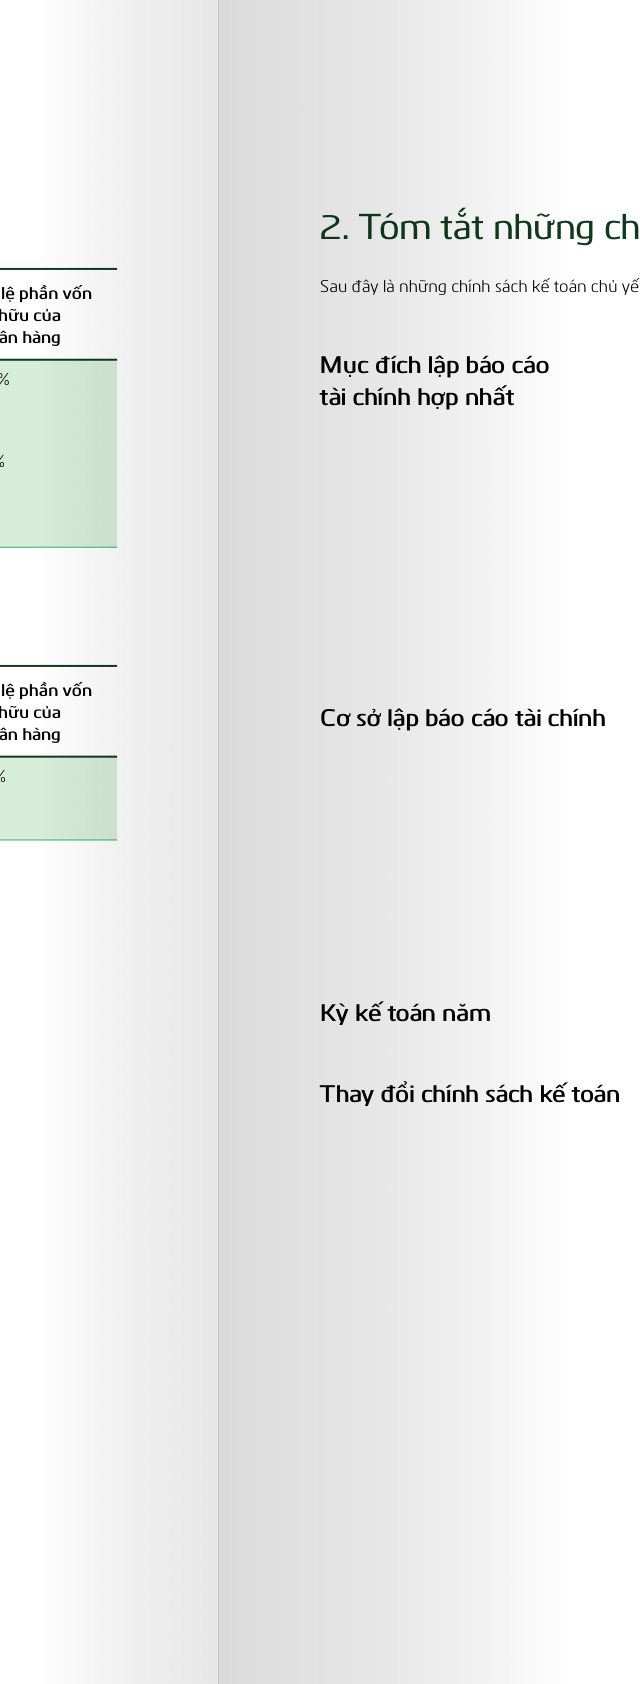 lệ phần vốn
hữu của
ân hàng
%
%
lệ phần vốn
hữu của
ân hàng
%
2. Tóm tắt những ch
Sau đây là những chính sách kế toán chủ yế
Mục đích lập báo cáo
tài chính hợp nhất
Cơ sở lập báo cáo tài chính
Kỳ kế toán năm
Thay đổi chính sách kế toán